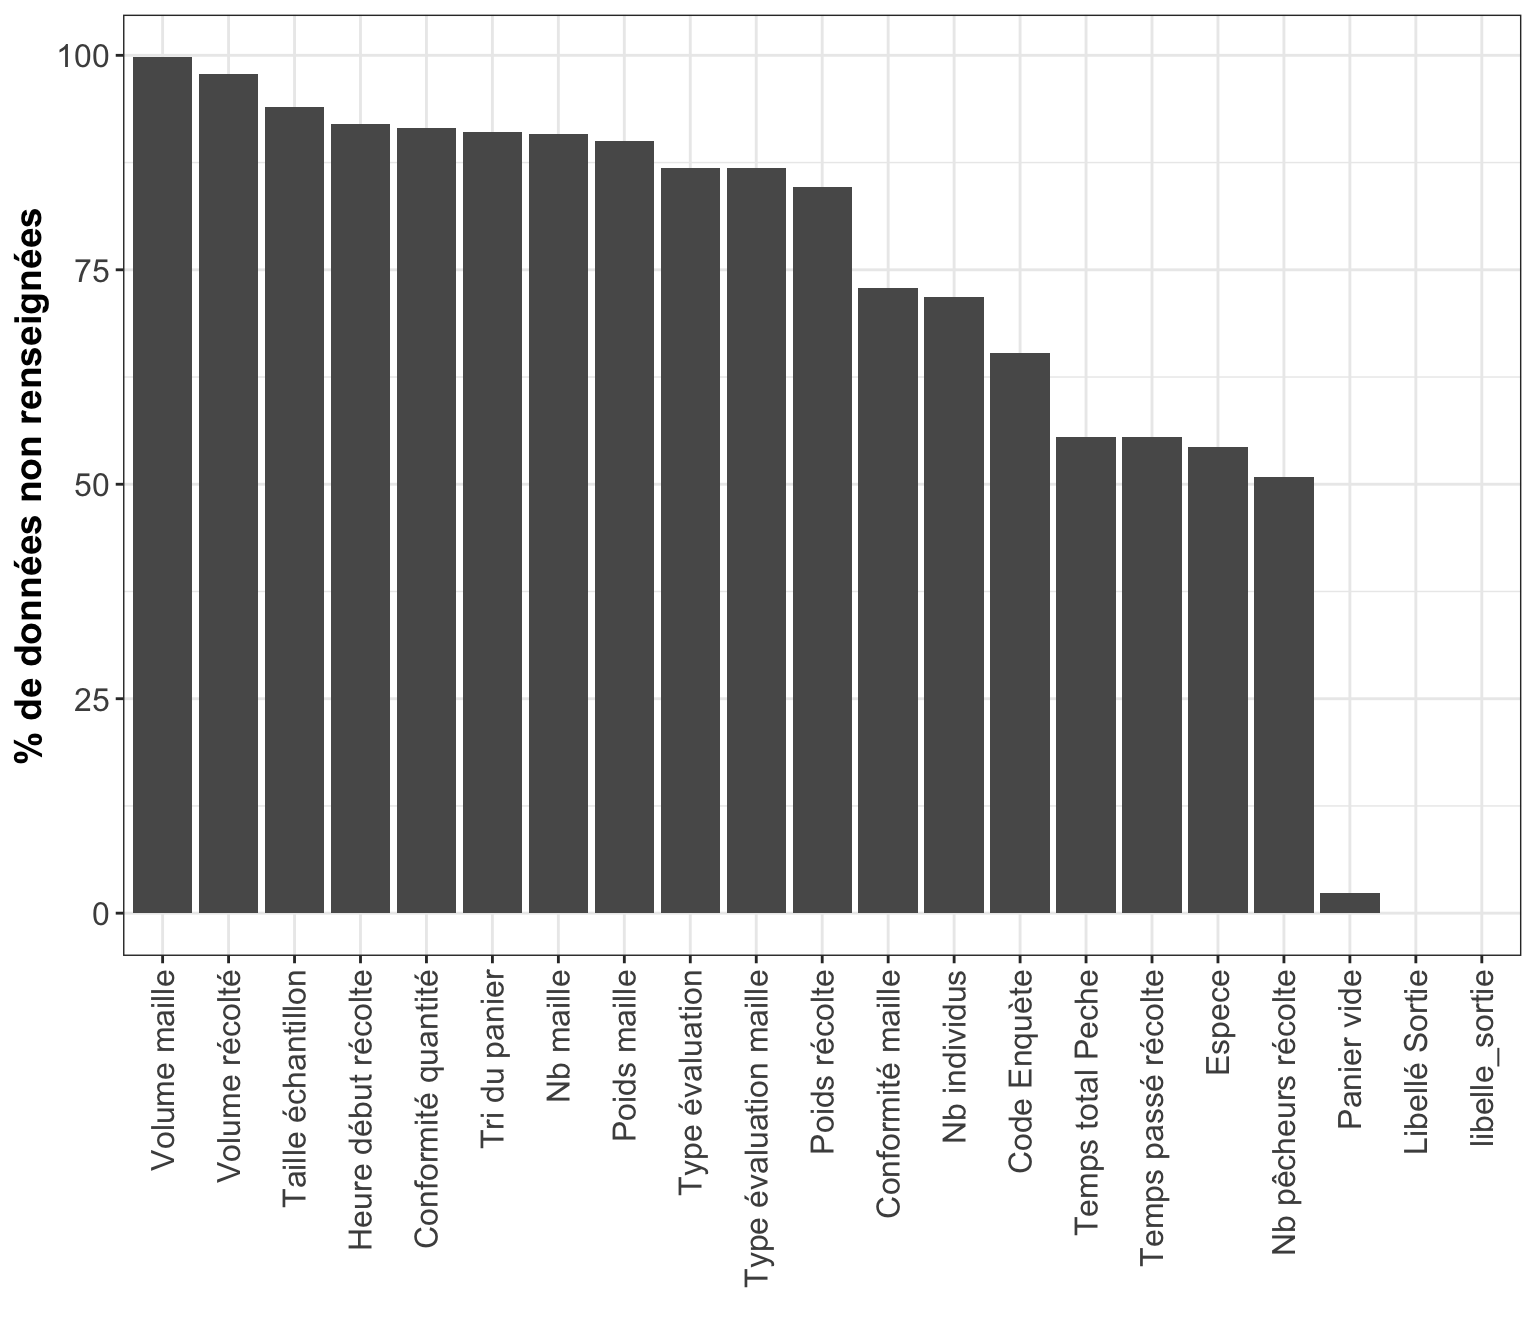 % de données non renseignées
100
75
50
25
0
Volume maille
Volume récolté
Taille échantillon
Heure début récolte
Conformité quantité
Tri du panier
Nb maille
Poids maille
Type évaluation
Type évaluation maille
Poids récolte
Conformité maille
Nb individus
Code Enquète
Temps total Peche
Temps passé récolte
Espece
Nb pêcheurs récolte
Panier vide
Libellé Sortie
libelle_sortie